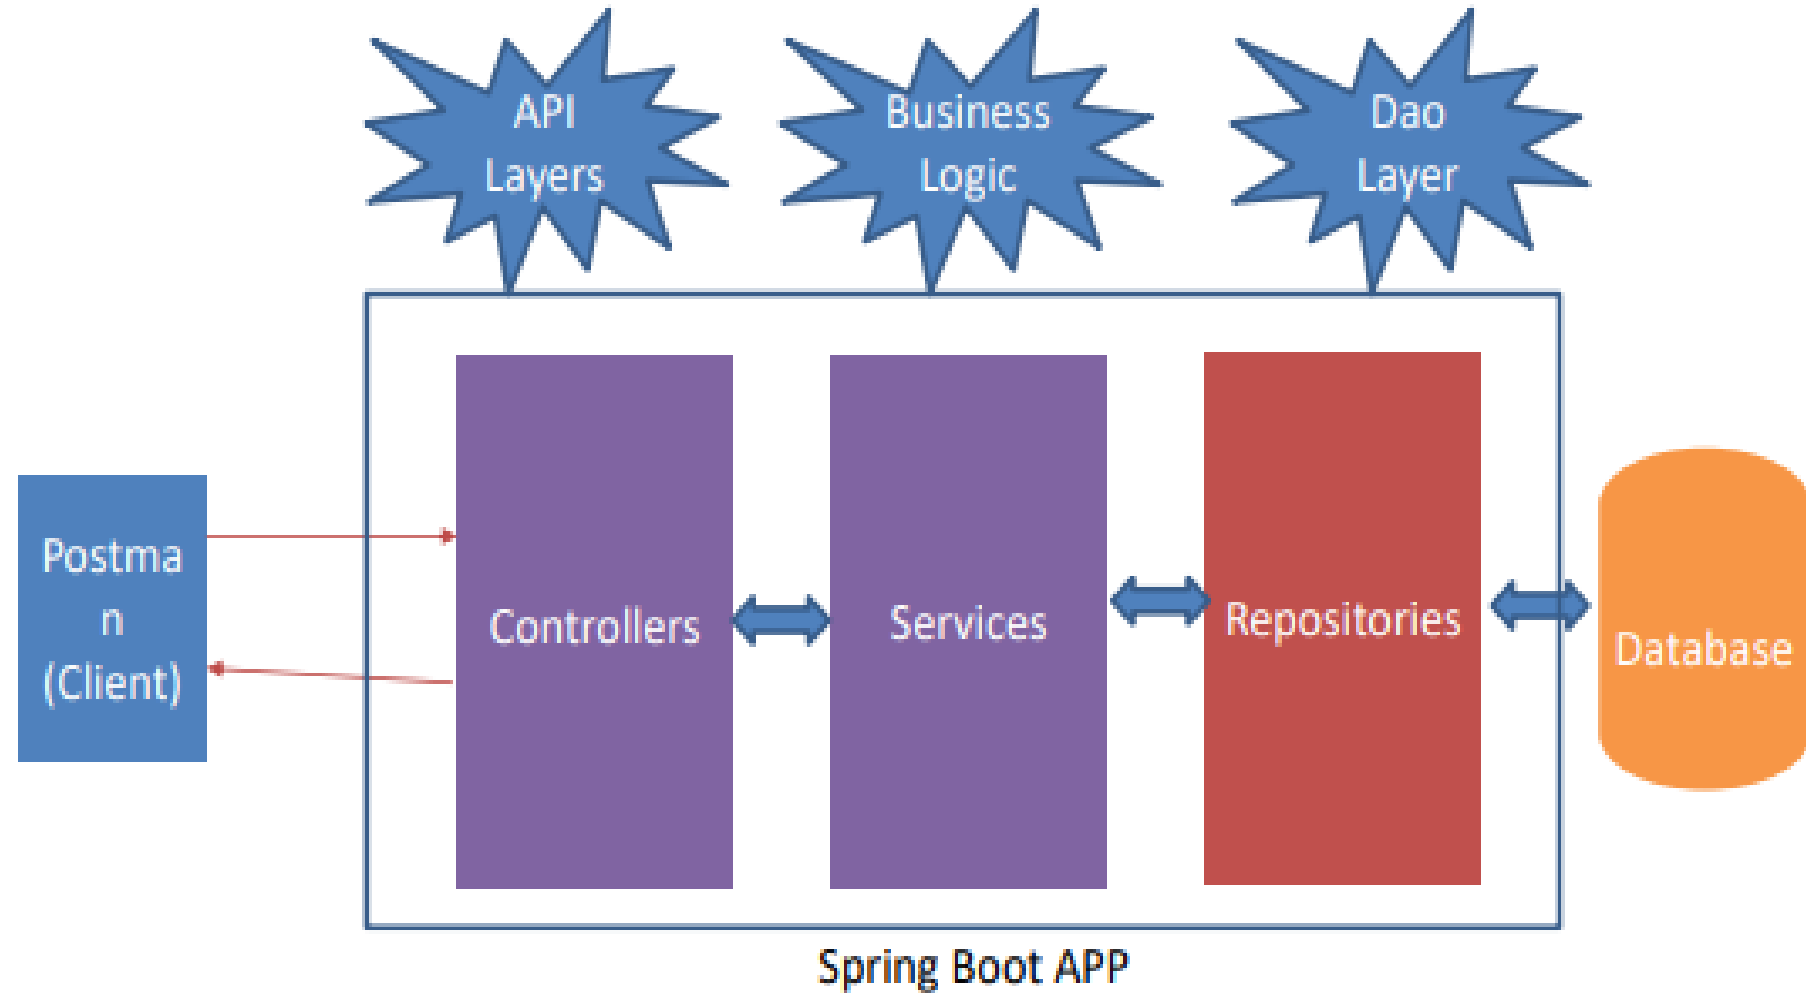 API
Layers
Business
Logic
Dao
Layer
Postma
n
(Client)
Controllers
Services
Repositories
Database
Spring Boot APP